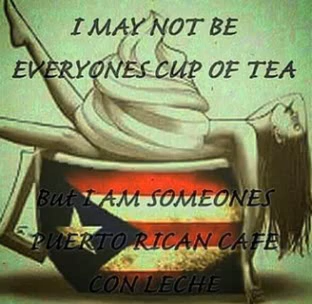 I MAY NOT BE
EVERYONES CUP OF TEA
But I AM SOMEONES
PUERTO RICAN CAFE
CON LECHE